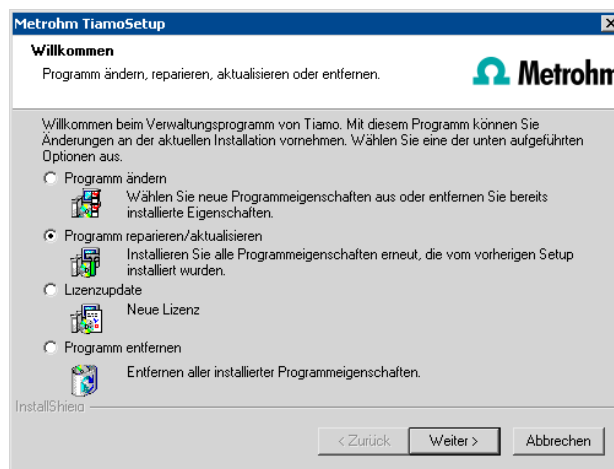 Metrohm TiamoSetup
Willkommen
Programm ändern, reparieren, aktualisieren oder entfernen.
Metrohm
Willkommen beim Verwaltungsprogramm von Tiamo. Mit diesem Programm können Sie
Änderungen an der aktuellen Installation vornehmen. Wählen Sie eine der unten aufgeführten
Optionen aus.
Programm ändern
Wählen Sie neue Programmeigenschaften aus oder entfernen Sie bereits
installierte Eigenschaften.
Programm reparieren/aktualisieren
Installieren Sie alle Programmeigenschaften erneut, die vom vorherigen Setup
installiert wurden.
Lizenzupdate
Neue Lizenz
Programm entfernen
Entfernen aller installierter Programmeigenschaften.
InstallShield
< Zurück Weiter > Abbrechen